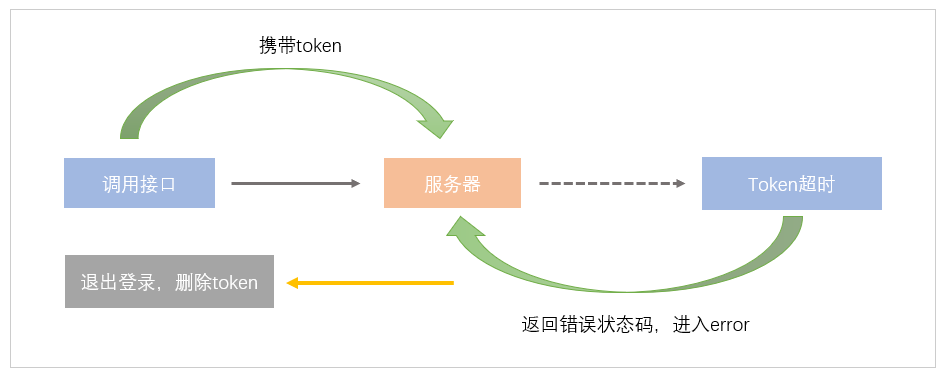 携带token
调用接口
服务器
Token超时
退出登录，删除token
返回错误状态码，进入error